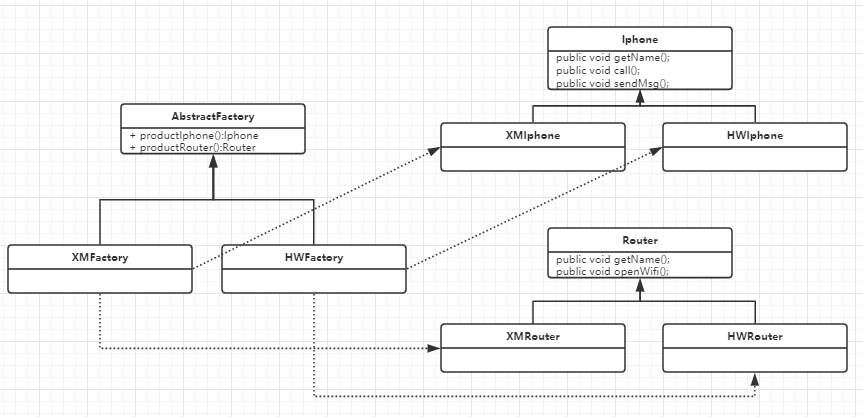 Iphone
public void getName();
public void call();
public void sendMsg();
AbstractFactory
+ productIphone():Iphone
+ productRouter():Router
XMIphone
HWIphone
XMFactory
HWFactory
Router
public void getName();
public void openWifi();
XMRouter
HWRouter